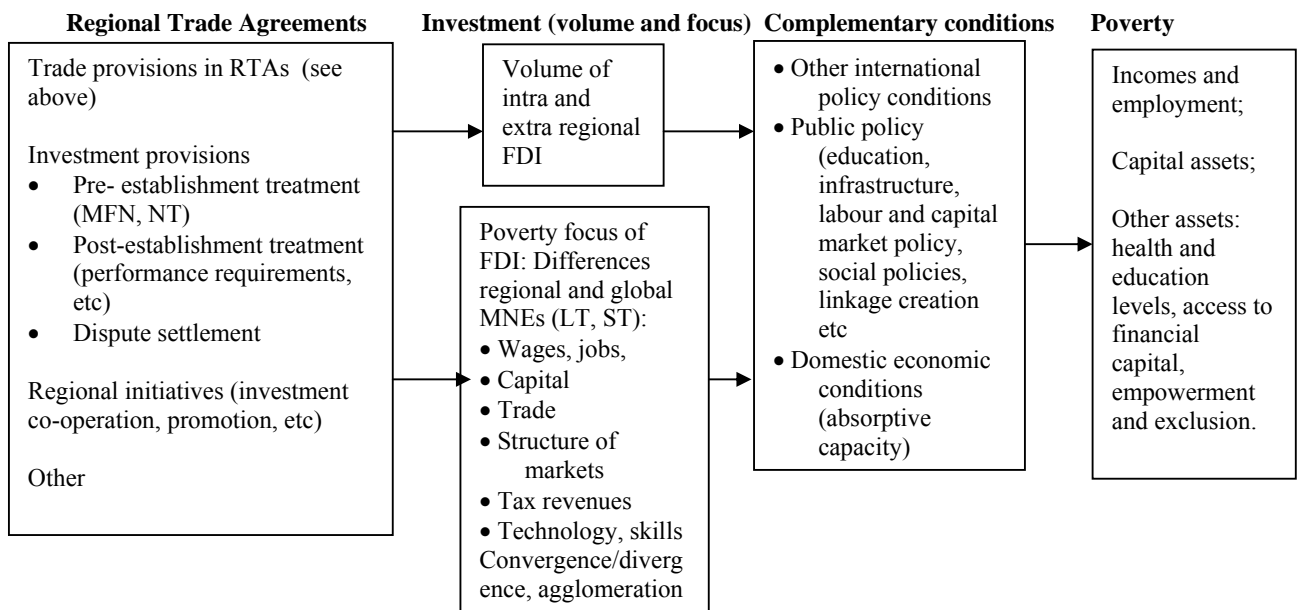 Regional Trade Agreements
Trade provisions in RTAs (see
above)
Investment provisions
• Pre- establishment treatment
(MFN, NT)
• Post-establishment treatment
(performance requirements,
etc)
• Dispute settlement
Regional initiatives (investment
co-operation, promotion, etc)
Other
Investment (volume and focus)
Volume of
intra and
extra regional
FDI
Poverty focus of
FDI: Differences
regional and global
MNEs (LT, ST):
• Wages, jobs,
• Capital
• Trade
• Structure of
markets
• Tax revenues
• Technology, skills
Convergence/diverg
ence, agglomeration
Complementary conditions
• Other international
policy conditions
• Public policy
(education,
infrastructure,
labour and capital
market policy,
social policies,
linkage creation
etc
• Domestic economic
conditions
(absorptive
capacity)
Poverty
Incomes and
employment;
Capital assets;
Other assets:
health and
education
levels, access to
financial
capital,
empowerment
and exclusion.